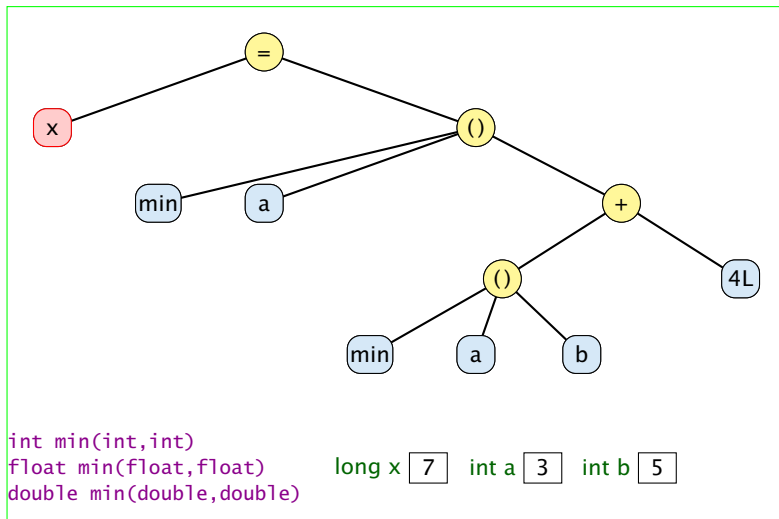 =
x
()
min a +
() 4L
min a b
int min(int,int)
float min(float,float)
double min(double,double)
long x 7 int a 3 int b 5